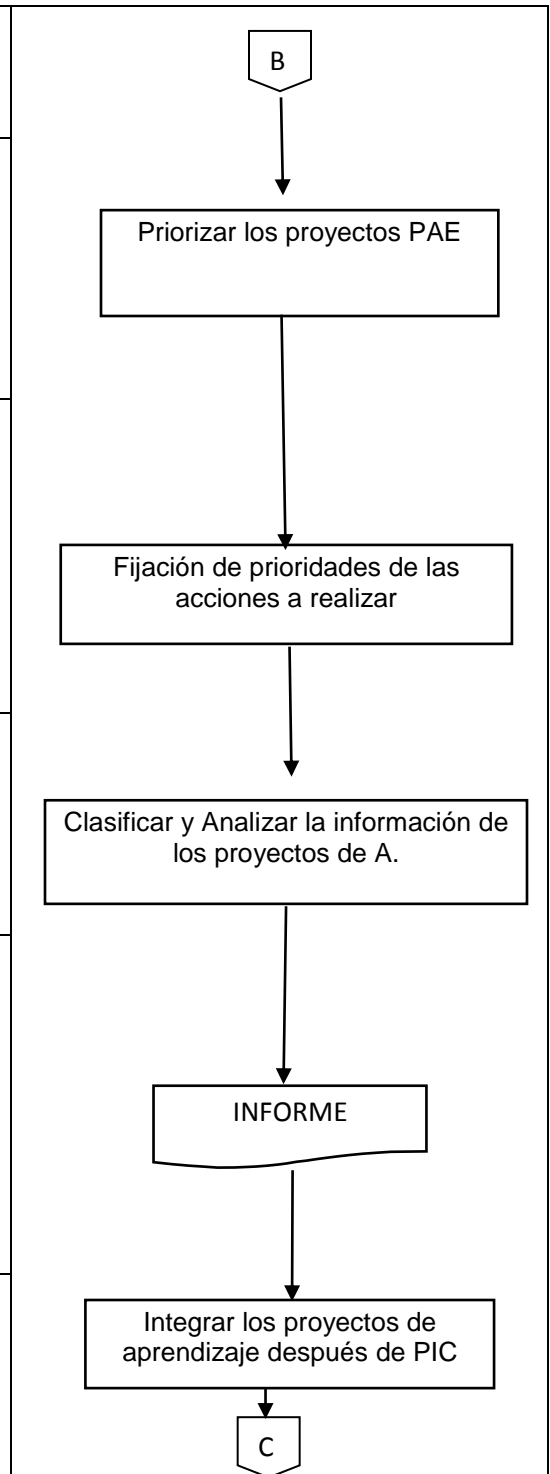 B
Priorizar los proyectos PAE
Fijación de prioridades de las
acciones a realizar
Clasificar y Analizar la información de
los proyectos de A.
INFORME
Integrar los proyectos de
aprendizaje después de PIC
C